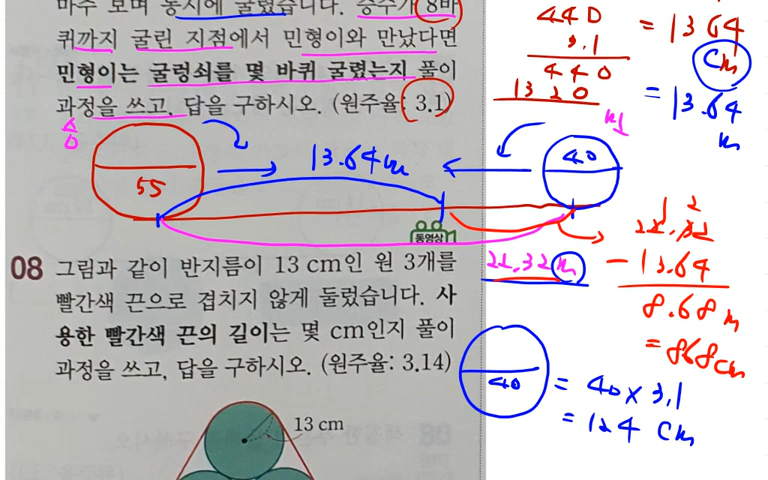 마주 보며 동시에 굴렸습니다. 승수가 8바
퀴까지 굴린 지점에서 민형이와 만났다면
민형이는 굴렁쇠를 몇 바퀴 굴렸는지 풀이
과정을 쓰고, 답을 구하시오. (원주율: 3.1)
440
3.1
440
1320
= 1364
cm
= 13.64
m
55
13.64m
40
동영상
22.32m
22.32
- 13.64
8.68m
= 868cm
08 그림과 같이 반지름이 13 cm인 원 3개를
빨간색 끈으로 겹치지 않게 둘렀습니다. 사
용한 빨간색 끈의 길이는 몇 cm인지 풀이
과정을 쓰고, 답을 구하시오. (원주율: 3.14)
40
= 40 × 3.1
= 124 cm
13 cm